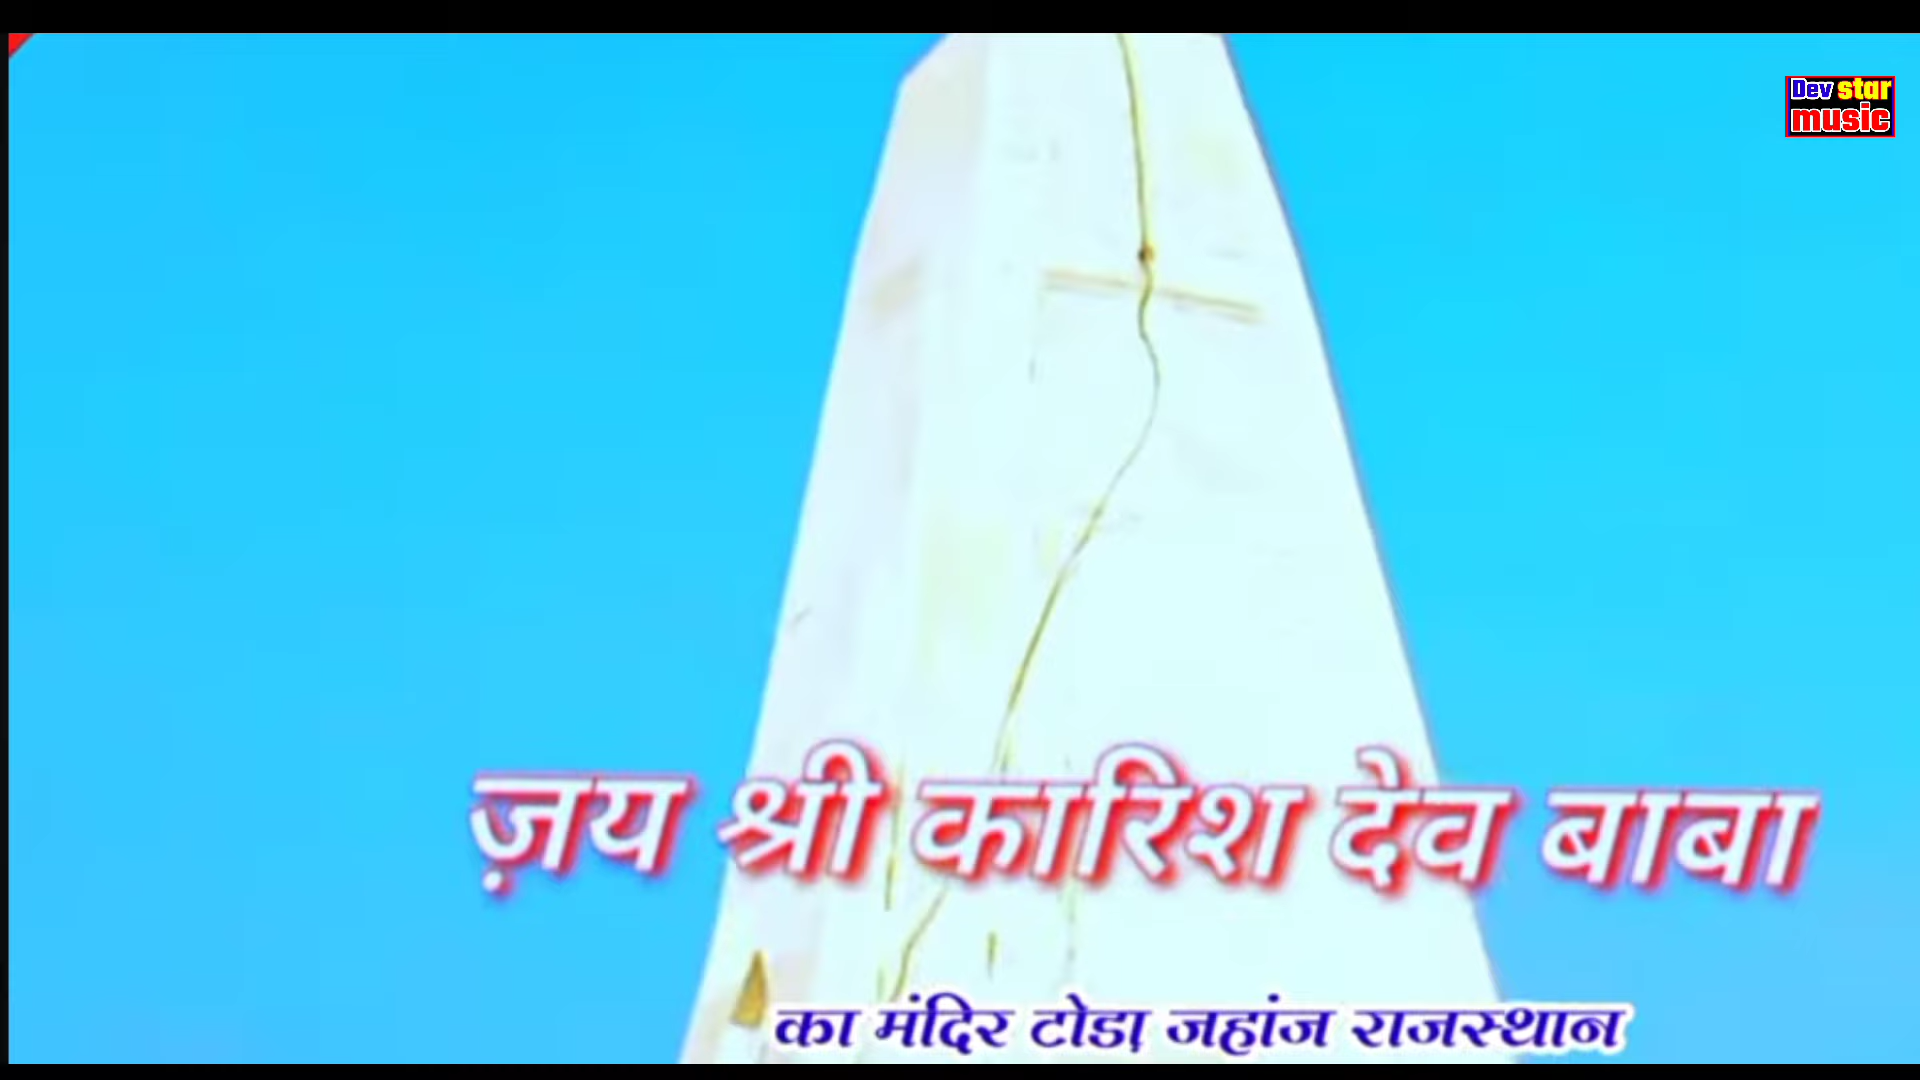 Dev star
music
ज़य श्री कारिश देव बाबा
का मंदिर टोडा़ जहांज राजस्थान